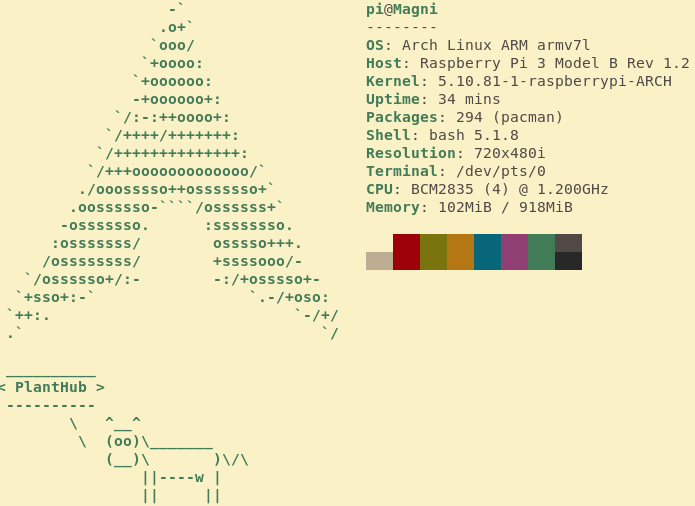 pi@Magni
--------
OS: Arch Linux ARM armv7l
Host: Raspberry Pi 3 Model B Rev 1.2
Kernel: 5.10.81-1-raspberrypi-ARCH
Uptime: 34 mins
Packages: 294 (pacman)
Shell: bash 5.1.8
Resolution: 720x480i
Terminal: /dev/pts/0
CPU: BCM2835 (4) @ 1.200GHz
Memory: 102MiB / 918MiB
                  -`
                 .o+`
                `ooo/
               `+oooo:
              `+oooooo:
              -+oooooo+:
            `/:-:++oooo+:
           `/++++/+++++++:
          `/++++++++++++++:
         `/+++ooooooooooooo/`
        ./ooosssso++osssssso+`
       .oossssso-````/ossssss+`
      -osssssso.      :ssssssso.
     :osssssss/        osssso+++.
    /ossssssss/        +ssssooo/-
  `/ossssso+/:-        -:/+osssso+-
 `+sso+:-`                 `.-/+oso:
`++:.                           `-/+/
.`                                 `/
__________
< PlantHub >
----------
       \   ^__^
        \  (oo)\_______
           (__)\       )\/\
               ||----w |
               ||     ||